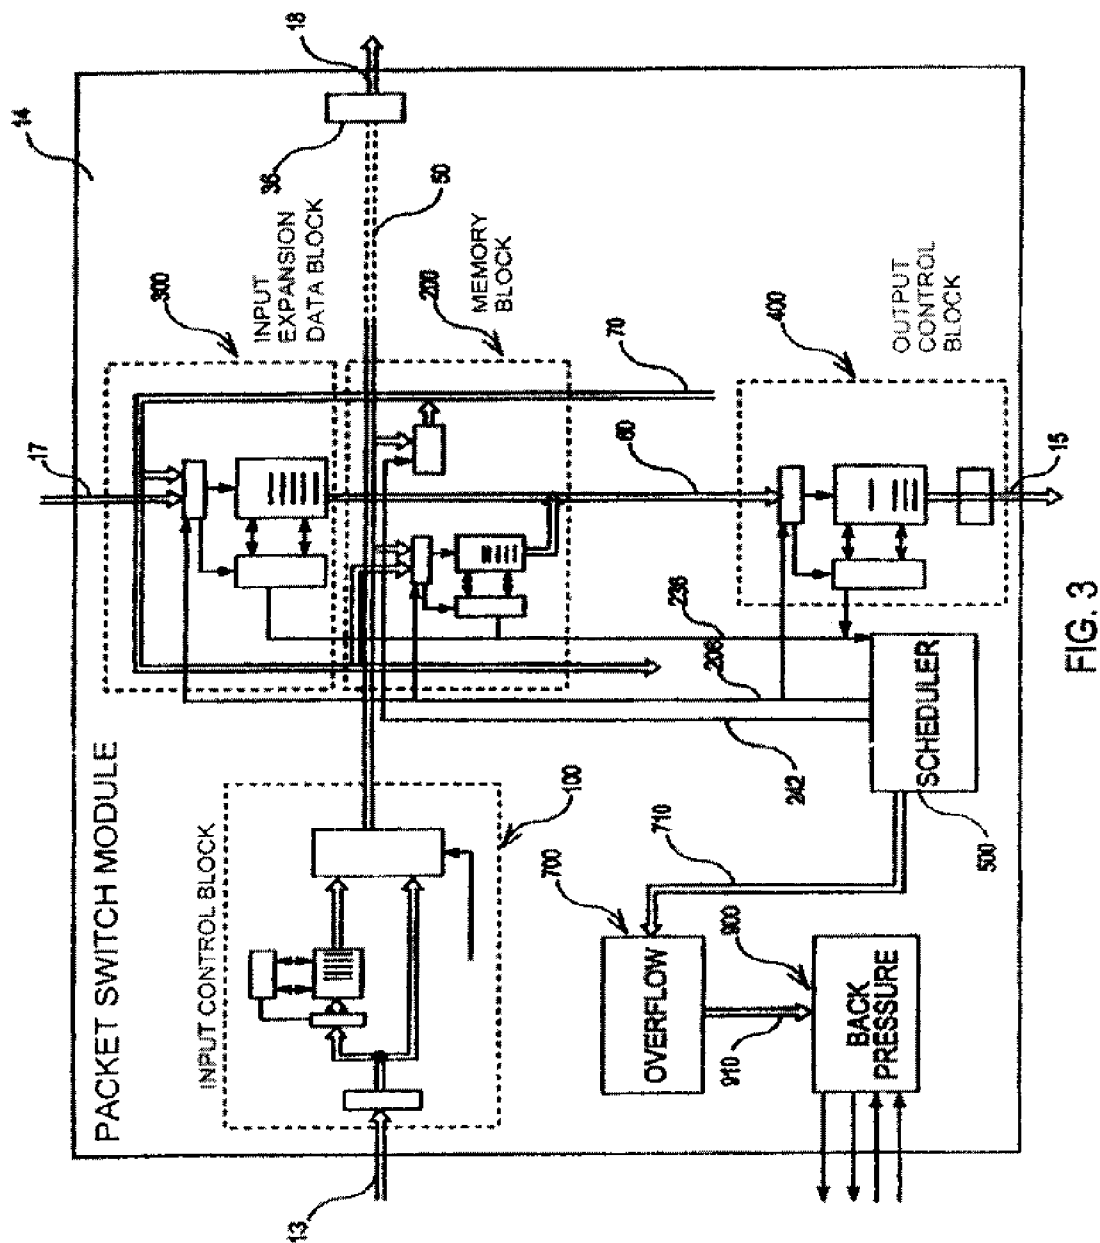 PACKET SWITCH MODULE
14
17
300
INPUT
EXPANSION
DATA BLOCK
36
18
50
200
MEMORY
BLOCK
INPUT CONTROL BLOCK
100
13
70
60
400
OUTPUT
CONTROL
BLOCK
15
236
206
242
SCHEDULER
500
710
700
OVERFLOW
910
900
BACK
PRESSURE
FIG. 3